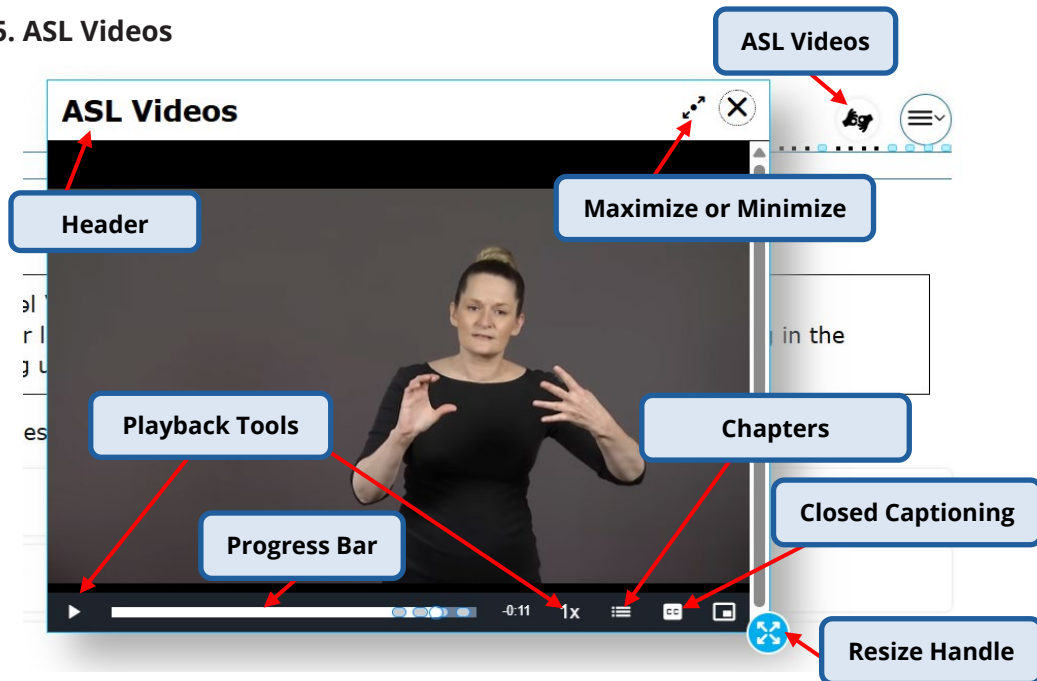 5. ASL Videos
ASL Videos
ASL Videos
Header
Maximize or Minimize
in the
Playback Tools
Chapters
Closed Captioning
Progress Bar
-0:11
1x
CC
Resize Handle